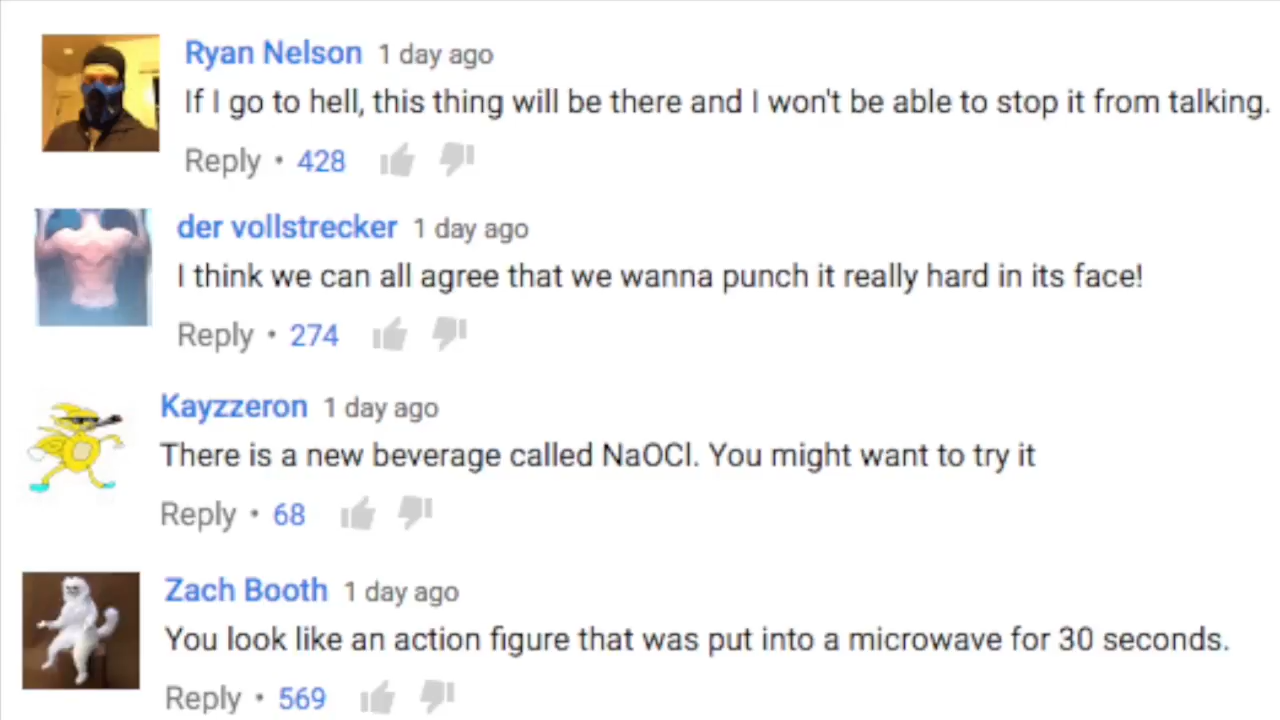 Ryan Nelson 1 day ago
If I go to hell, this thing will be there and I won't be able to stop it from talking.
Reply • 428
der vollstrecker 1 day ago
I think we can all agree that we wanna punch it really hard in its face!
Reply • 274
Kayzzeron 1 day ago
There is a new beverage called NaOCl. You might want to try it
Reply • 68
Zach Booth 1 day ago
You look like an action figure that was put into a microwave for 30 seconds.
Reply • 569